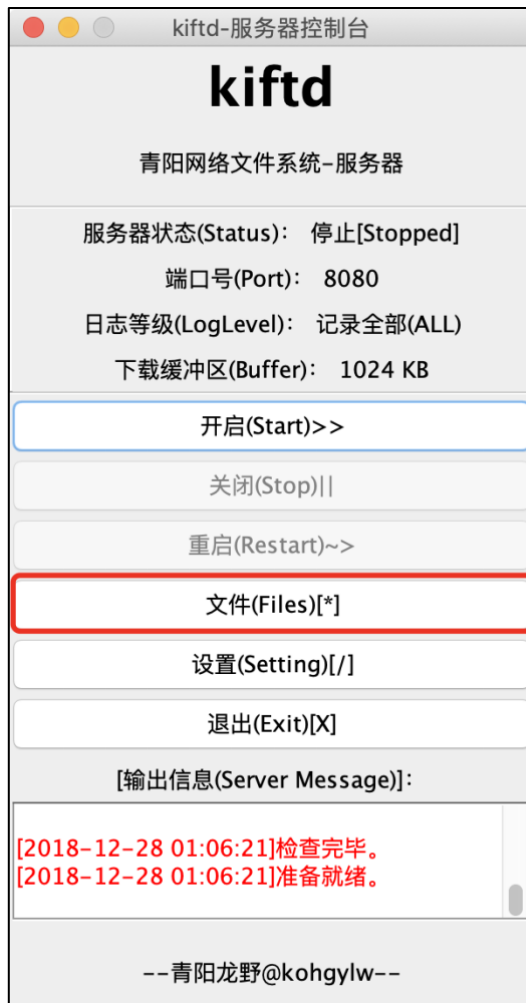 kiftd-服务器控制台
kiftd
青阳网络文件系统-服务器
服务器状态(Status)： 停止[Stopped]
端口号(Port)： 8080
日志等级(LogLevel)： 记录全部(ALL)
下载缓冲区(Buffer)： 1024 KB
开启(Start)>>
关闭(Stop)||
重启(Restart)~>
文件(Files)[*]
设置(Setting)[/]
退出(Exit)[X]
[输出信息(Server Message)]：
[2018-12-28 01:06:21]检查完毕。
[2018-12-28 01:06:21]准备就绪。
--青阳龙野@kohgylw--